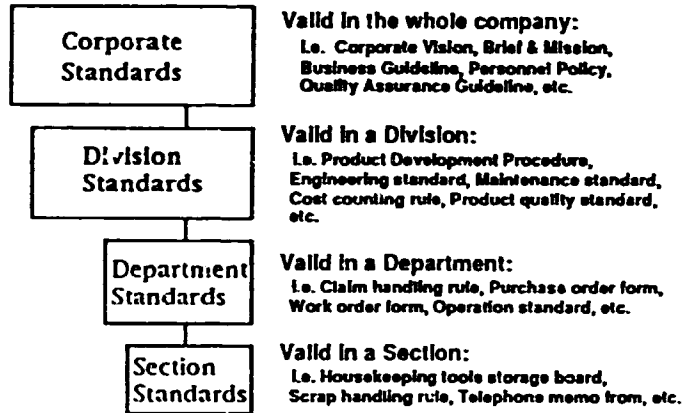 Corporate
Standards
Valid in the whole company:
i.e. Corporate Vision, Brief & Mission,
Business Guideline, Personnel Policy,
Quality Assurance Guideline, etc.
Division
Standards
Valid in a Division:
i.e. Product Development Procedure,
Engineering standard, Maintenance standard,
Cost counting rule, Product quality standard,
etc.
Department
Standards
Valid in a Department:
i.e. Claim handling rule, Purchase order form,
Work order form, Operation standard, etc.
Section
Standards
Valid in a Section:
i.e. Housekeeping tools storage board,
Scrap handling rule, Telephone memo from, etc.